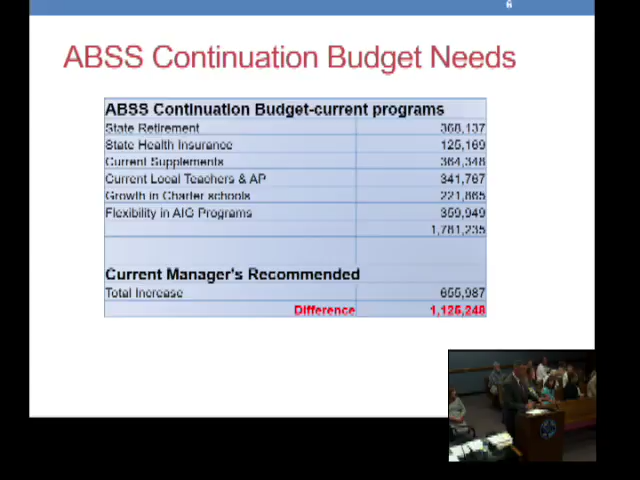 6
ABSS Continuation Budget Needs
ABSS Continuation Budget-current programs
State Retirement 368,137
State Health Insurance 125,169
Current Supplements 364,348
Current Local Teachers & AP 341,767
Growth in Charter schools 221,865
Flexibility in AIG Programs 359,949
1,781,235
Current Manager's Recommended
Total Increase 655,987
Difference 1,125,248